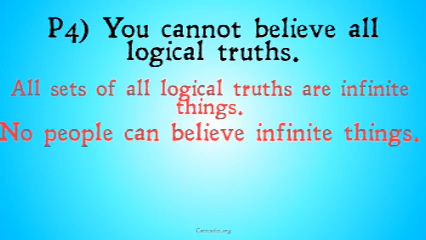 P4) You cannot believe all
logical truths.
All sets of all logical truths are infinite
things.
No people can believe infinite things.